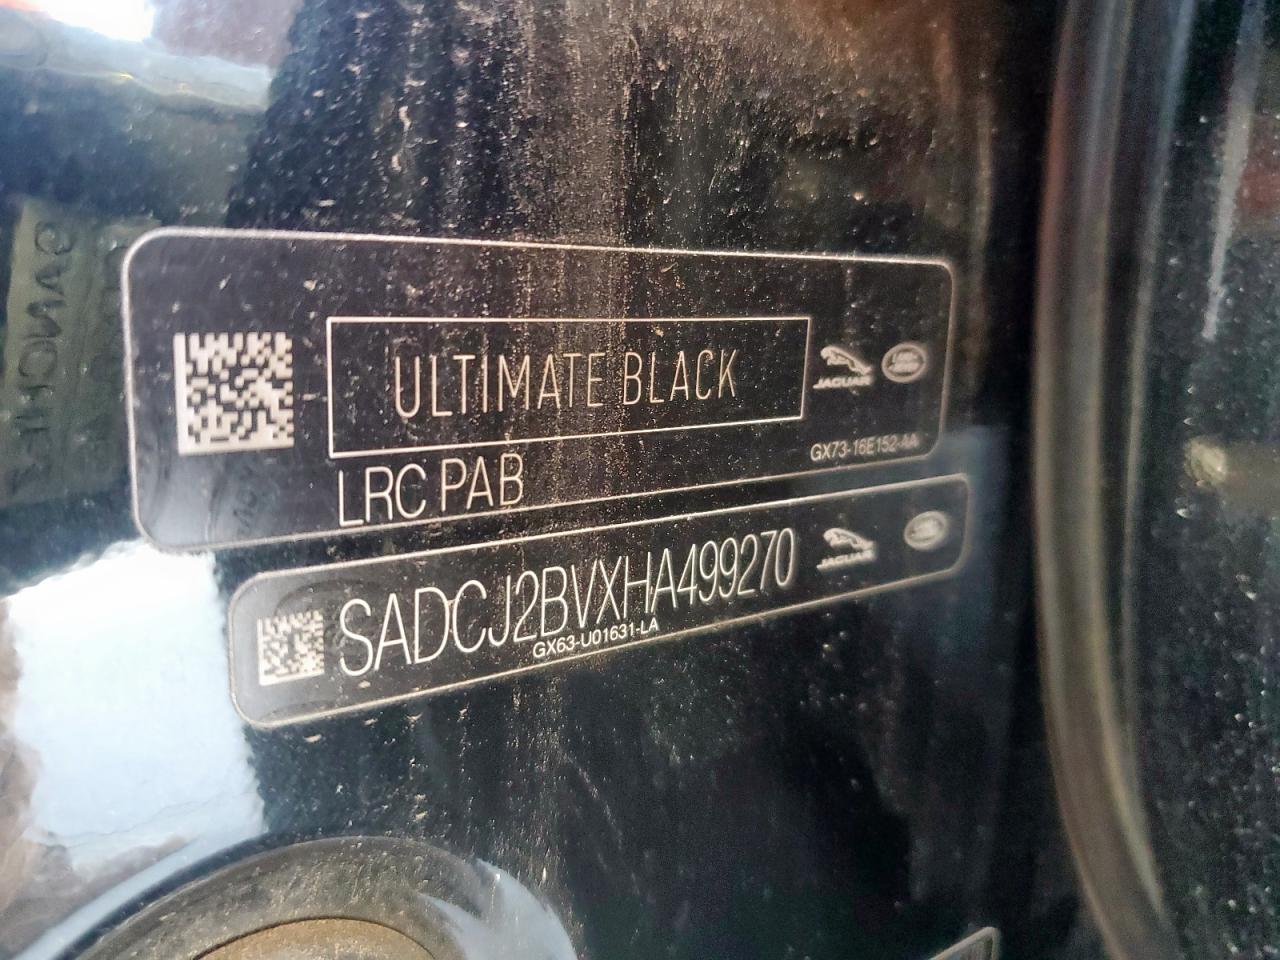 ULTIMATE BLACK
JAGUAR
LAND ROVER
GX73-16E152-AA
LRC PAB
SADCJ2BVXHA499270
JAGUAR
GX63-U01631-LA